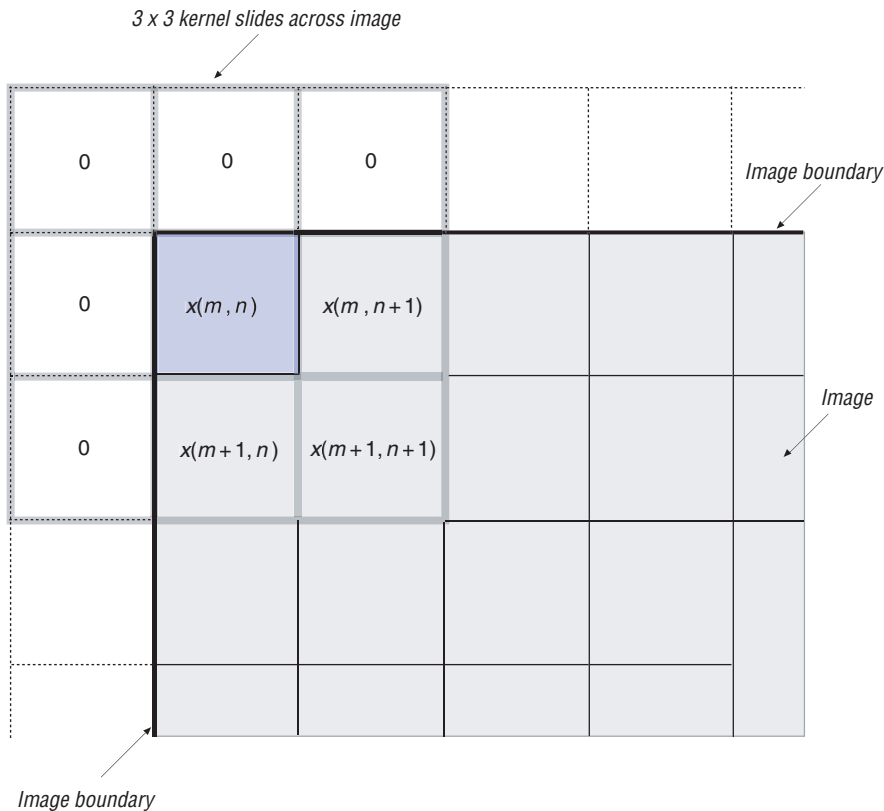 3 x 3 kernel slides across image
0 0 0
Image boundary
0 x(m , n) x(m , n+1)
Image
0 x(m+1, n) x(m+1, n+1)
Image boundary